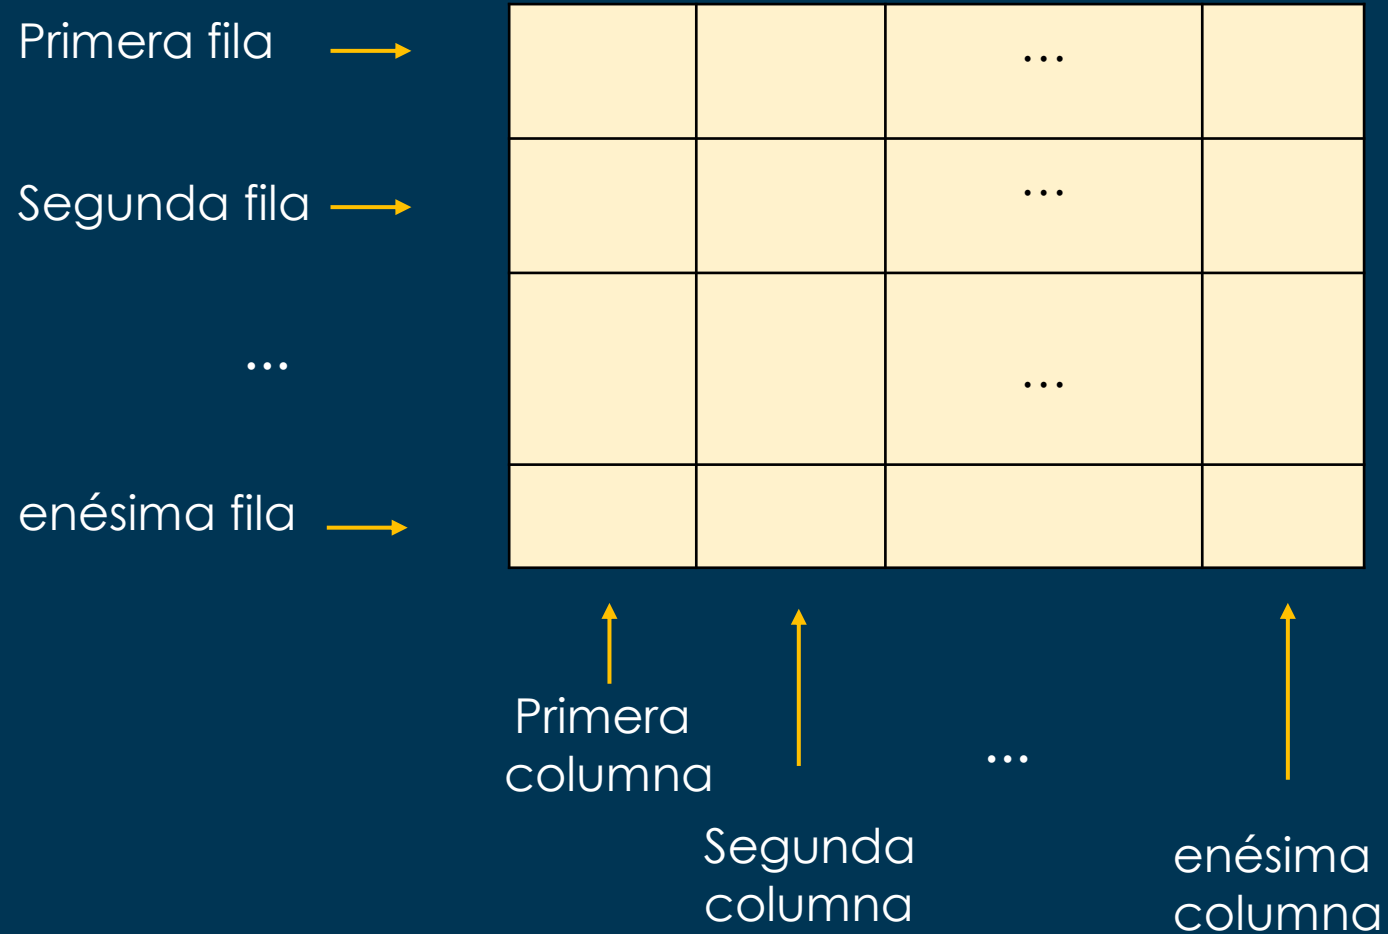 Primera fila
...
Segunda fila
...
...
...
enésima fila
Primera
columna
Segunda
columna
...
enésima
columna